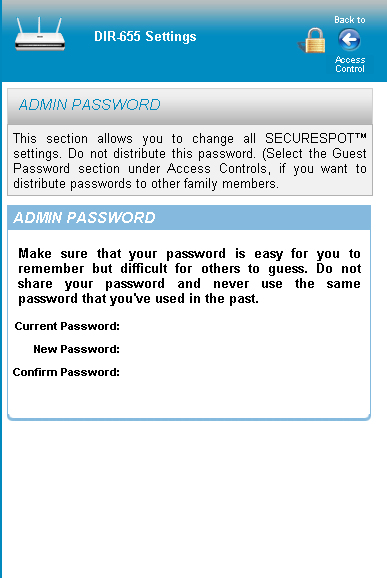 Back to
DIR-655 Settings
Access
Control
ADMIN PASSWORD
This section allows you to change all SECURESPOT™
settings. Do not distribute this password. (Select the Guest
Password section under Access Controls, if you want to
distribute passwords to other family members.
ADMIN PASSWORD
Make sure that your password is easy for you to
remember but difficult for others to guess. Do not
share your password and never use the same
password that you've used in the past.
Current Password:
New Password:
Confirm Password: